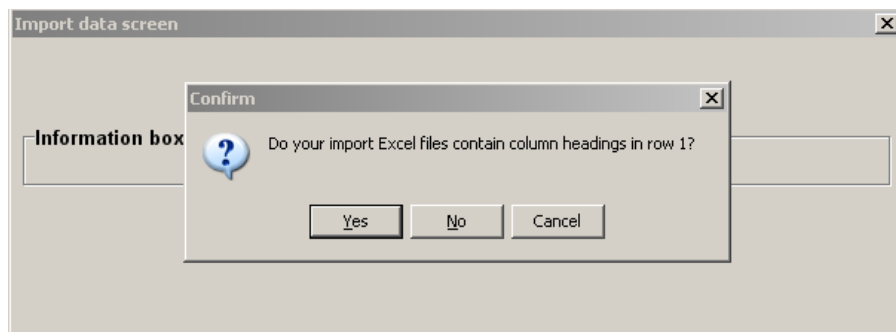 Import data screen
Confirm
Information box
Do your import Excel files contain column headings in row 1?
Yes
No
Cancel